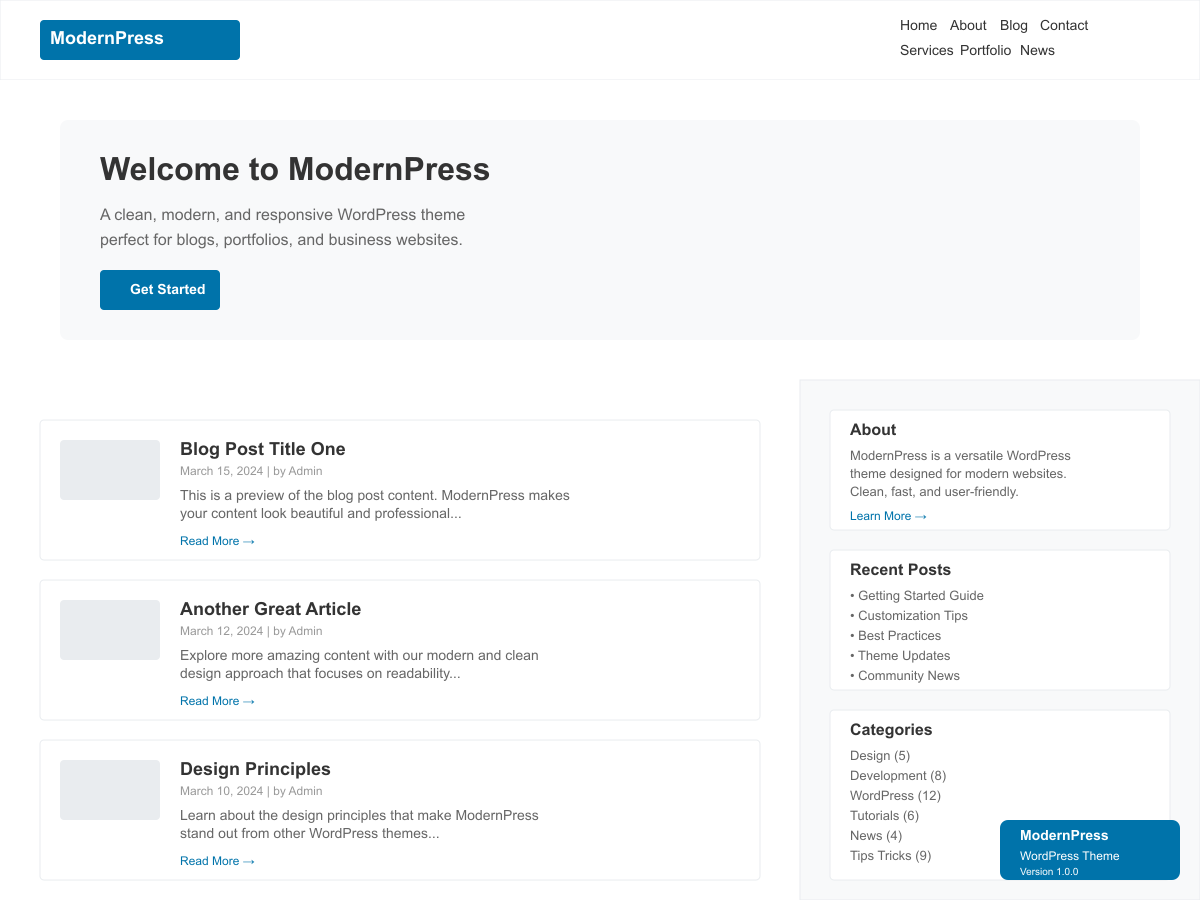 ModernPress
Home About Blog Contact
Services Portfolio News
Welcome to ModernPress
A clean, modern, and responsive WordPress theme
perfect for blogs, portfolios, and business websites.
Get Started
Blog Post Title One
March 15, 2024 | by Admin
This is a preview of the blog post content. ModernPress makes
your content look beautiful and professional...
Read More →
Another Great Article
March 12, 2024 | by Admin
Explore more amazing content with our modern and clean
design approach that focuses on readability...
Read More →
Design Principles
March 10, 2024 | by Admin
Learn about the design principles that make ModernPress
stand out from other WordPress themes...
Read More →
About
ModernPress is a versatile WordPress
theme designed for modern websites.
Clean, fast, and user-friendly.
Learn More →
Recent Posts
• Getting Started Guide
• Customization Tips
• Best Practices
• Theme Updates
• Community News
Categories
Design (5)
Development (8)
WordPress (12)
Tutorials (6)
News (4)
Tips Tricks (9)
ModernPress
WordPress Theme
Version 1.0.0